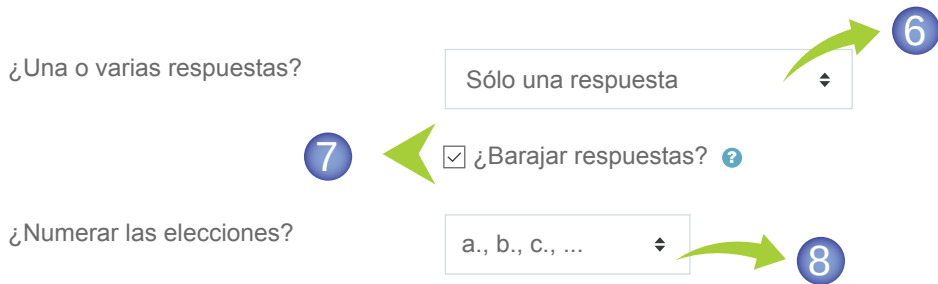 6
¿Una o varias respuestas? Sólo una respuesta
7 ¿Barajar respuestas? ?
¿Numerar las elecciones? a., b., c., ...
8